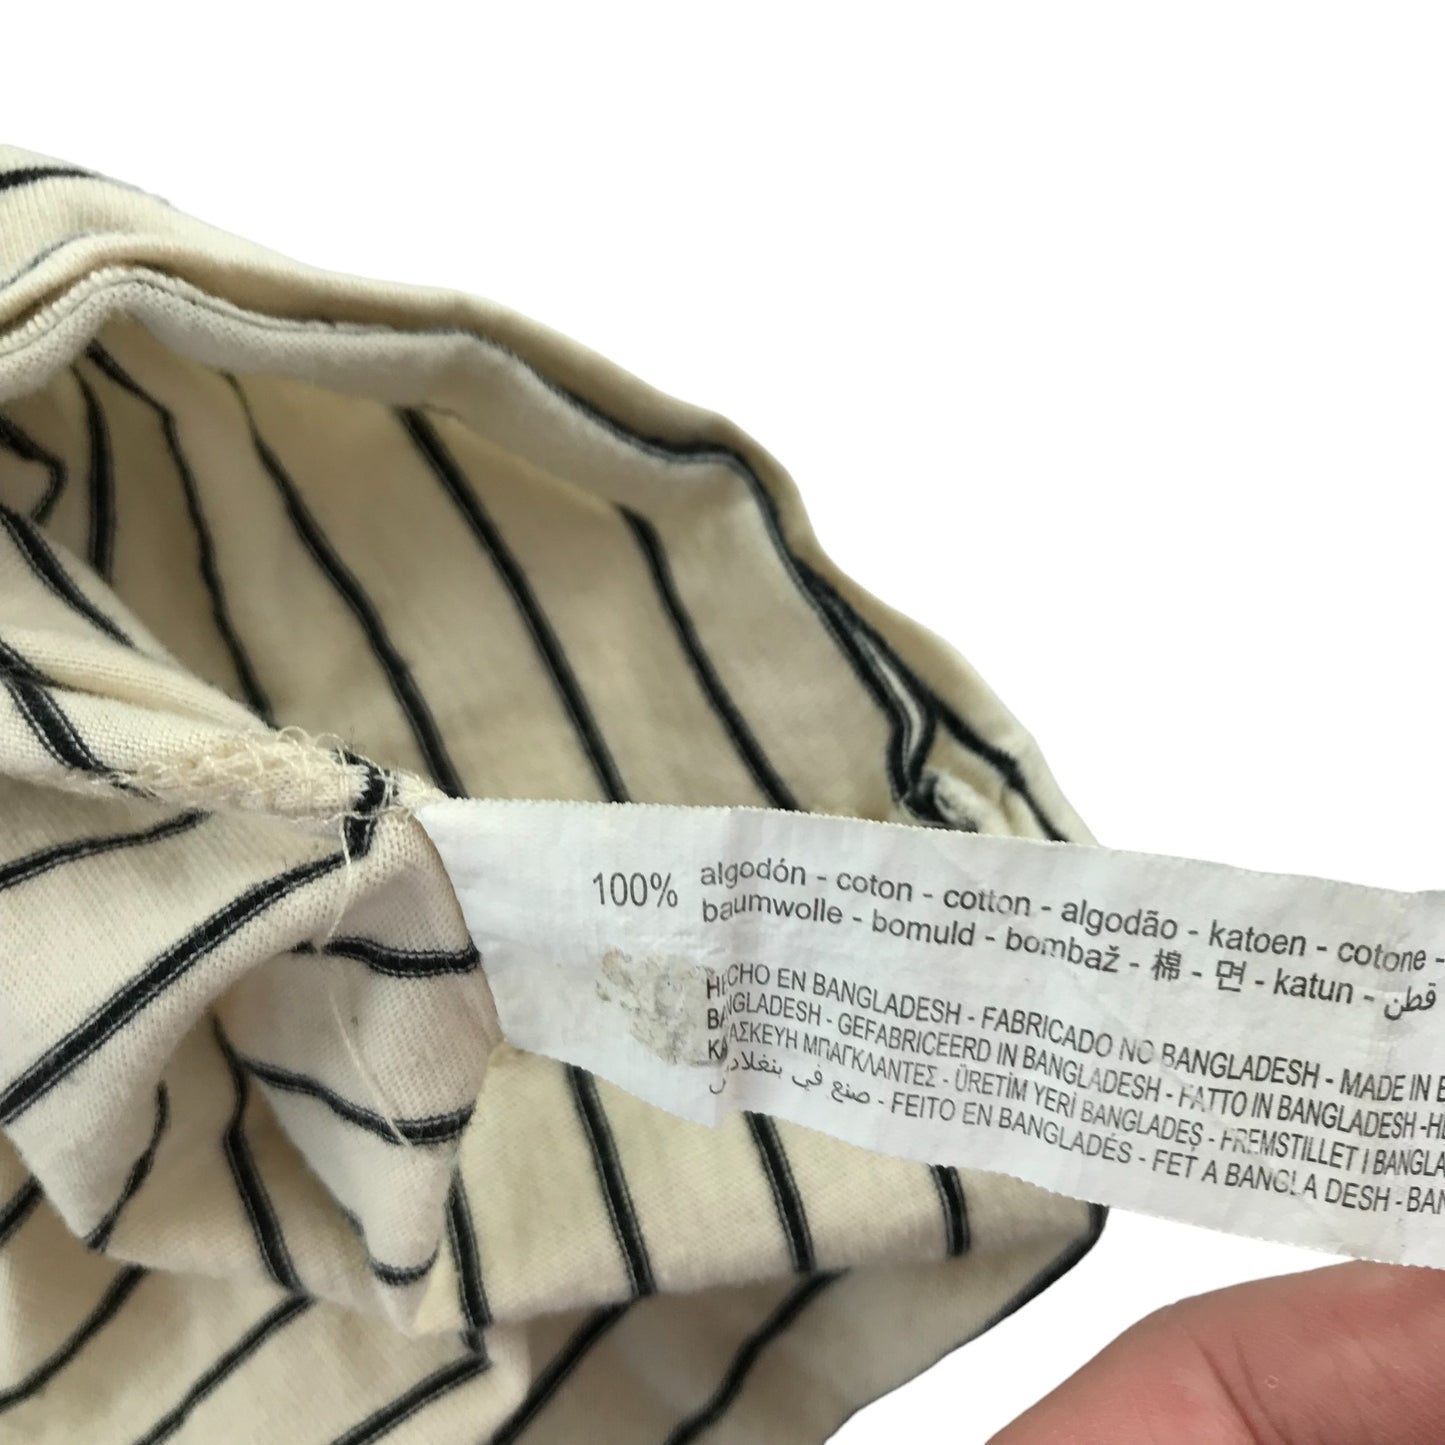 100% algodón - coton - cotton - algodão - katoen - cotone -
baumwolle - bomuld - bombaž - 棉 - 면 - katun - قطن
HECHO EN BANGLADESH - FABRICADO NO BANGLADESH - MADE IN
BANGLADESH - GEFABRICEERD IN BANGLADESH - FATTO IN BANGLADESH -
ΚΑΤΑΣΚΕΥΗ ΜΠΑΓΚΛΑΝΤΕΣ - ÜRETİM YERİ BANGLADEŞ - FREMSTILLET I
صنع في - FEITO EN BANGLADÉS - FET A BANGLA DESH -